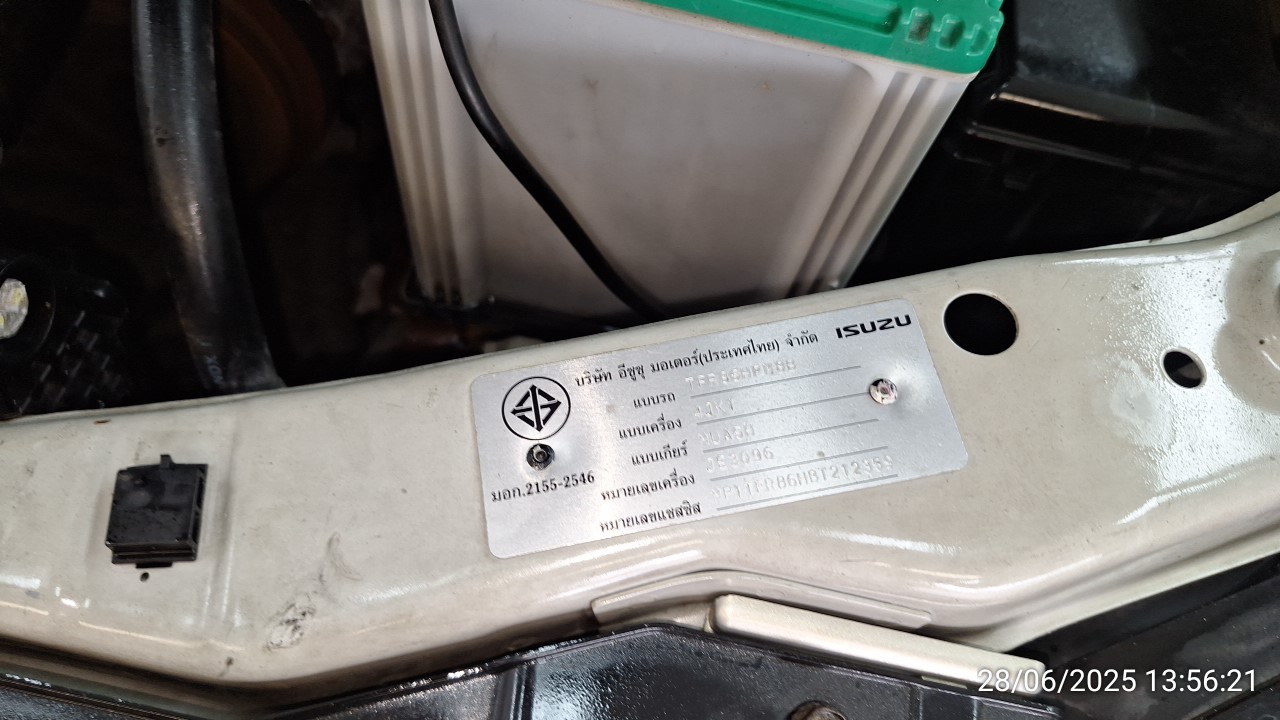 บริษัท อีซูซุ มอเตอร์(ประเทศไทย) จำกัด ISUZU
แบบรถ
แบบเครื่อง
แบบเกียร์
หมายเลขเครื่อง JE3096
หมายเลขแชสซิส
มอก.2155-2546
28/06/2025 13:56:21